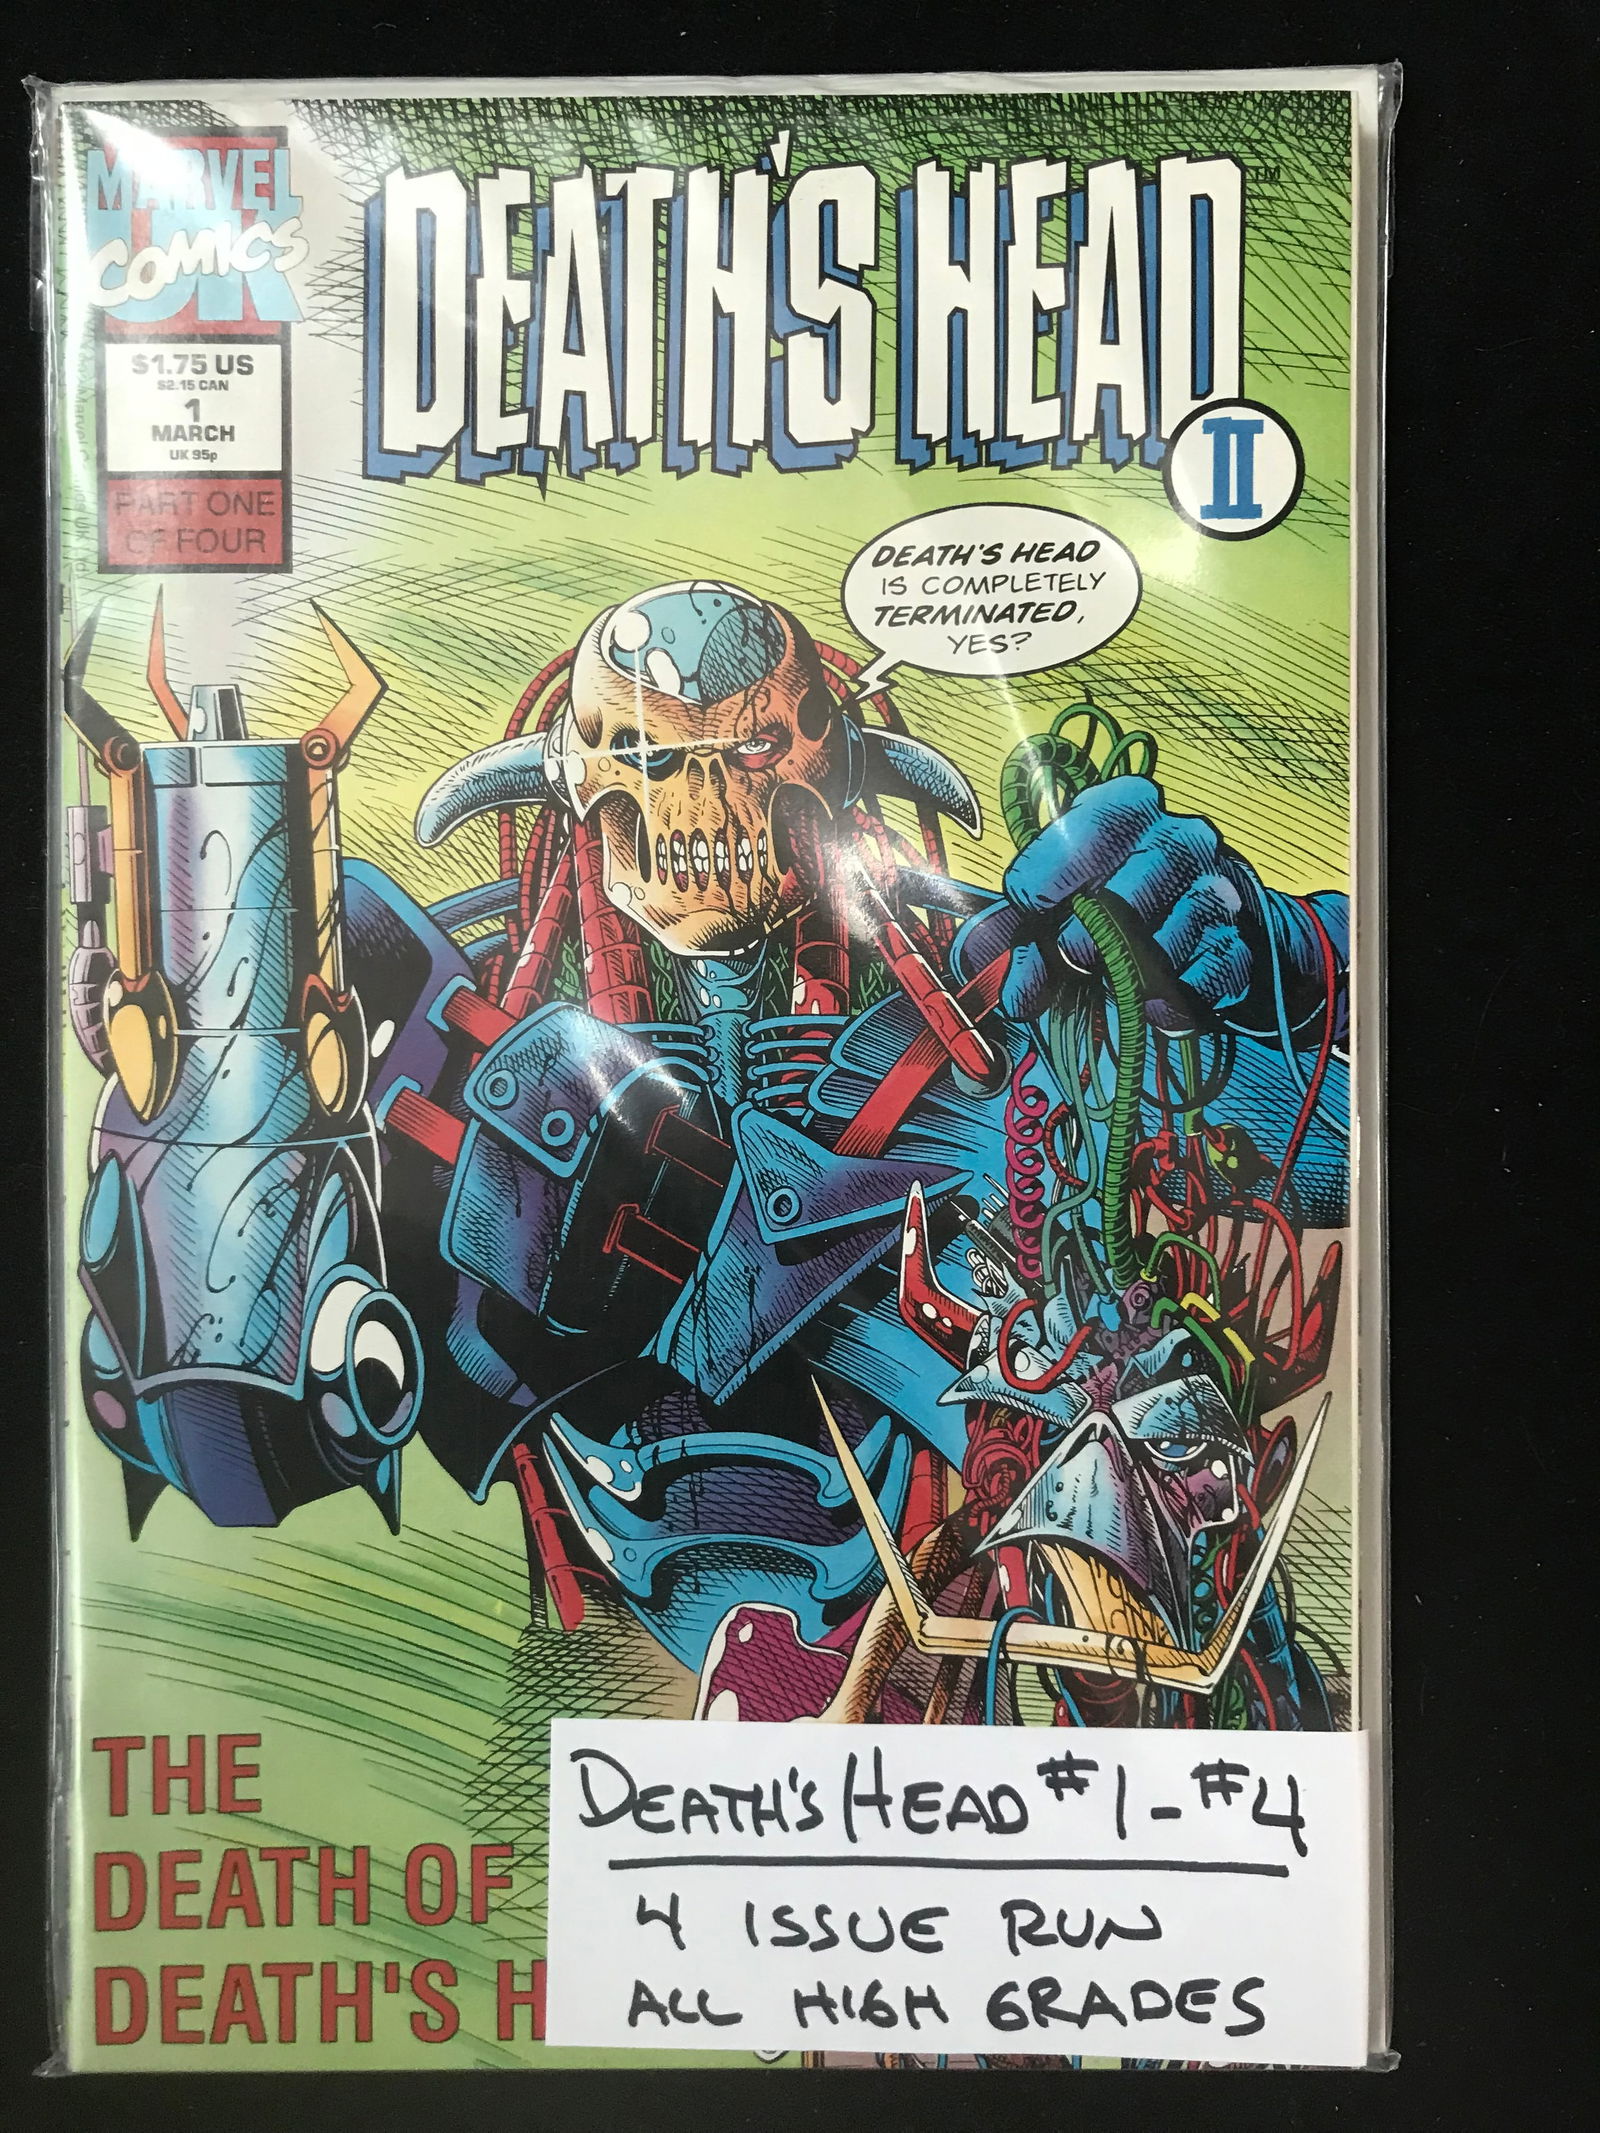 MARVEL
COMICS
UK
$1.75 US
$2.15 CAN
1
MARCH
UK 95p
PART ONE
OF FOUR
DEATH'S HEAD™
II
DEATH'S HEAD
IS COMPLETELY
TERMINATED,
YES?
THE
DEATH OF
DEATH'S H
DEATH'S HEAD #1-#4
4 ISSUE RUN
ALL HIGH GRADES